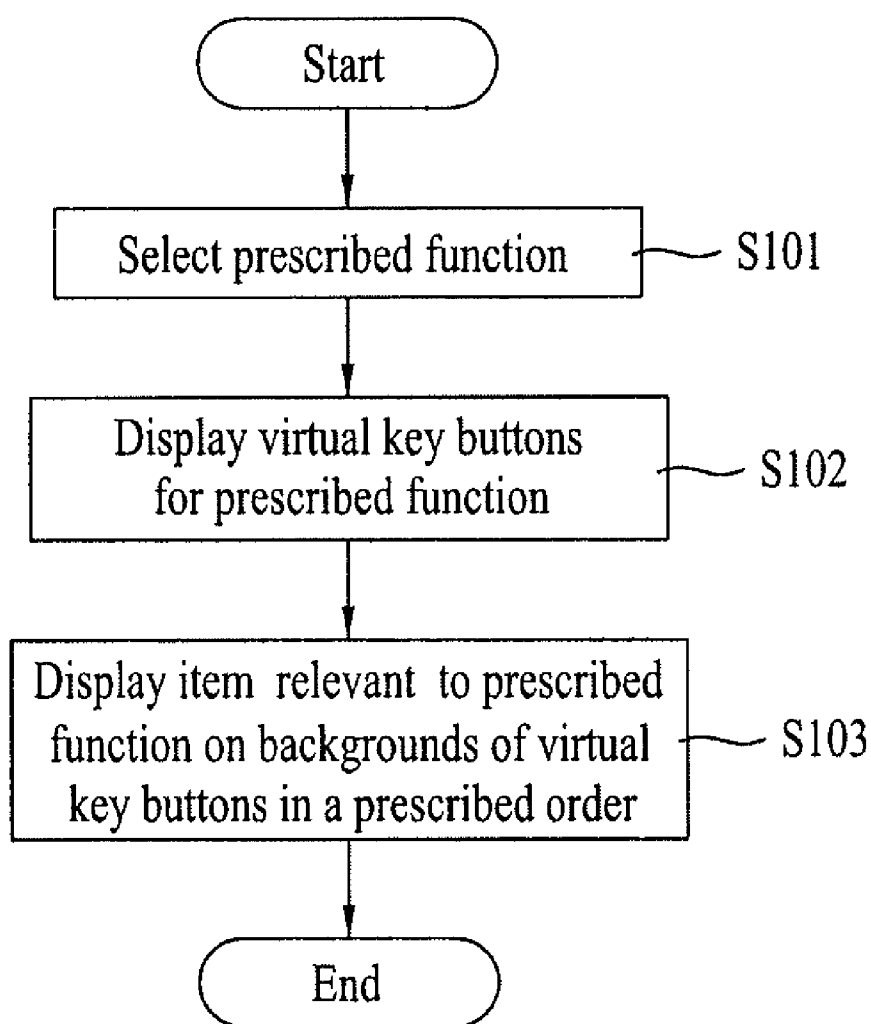 Start
Select prescribed function
S101
Display virtual key buttons
for prescribed function
S102
Display item relevant to prescribed
function on backgrounds of virtual
key buttons in a prescribed order
S103
End